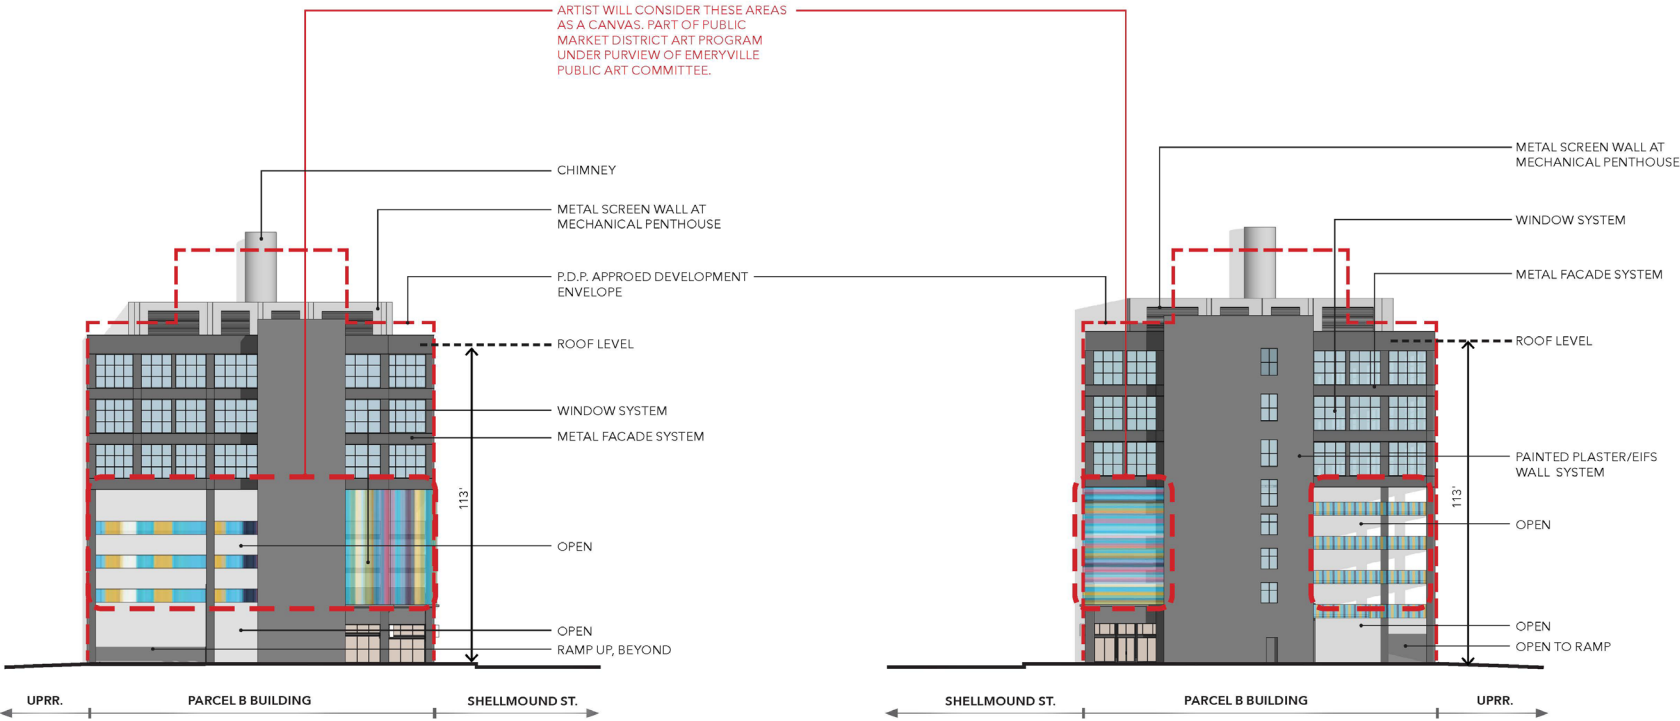 ARTIST WILL CONSIDER THESE AREAS
AS A CANVAS. PART OF PUBLIC
MARKET DISTRICT ART PROGRAM
UNDER PURVIEW OF EMERYVILLE
PUBLIC ART COMMITTEE.
CHIMNEY
METAL SCREEN WALL AT
MECHANICAL PENTHOUSE
P.D.P. APPROED DEVELOPMENT
ENVELOPE
ROOF LEVEL
WINDOW SYSTEM
METAL FACADE SYSTEM
113'
OPEN
OPEN
RAMP UP, BEYOND
UPRR.
PARCEL B BUILDING
SHELLMOUND ST.
METAL SCREEN WALL AT
MECHANICAL PENTHOUSE
WINDOW SYSTEM
METAL FACADE SYSTEM
ROOF LEVEL
PAINTED PLASTER/EIFS
WALL SYSTEM
113'
OPEN
OPEN
OPEN TO RAMP
SHELLMOUND ST.
PARCEL B BUILDING
UPRR.